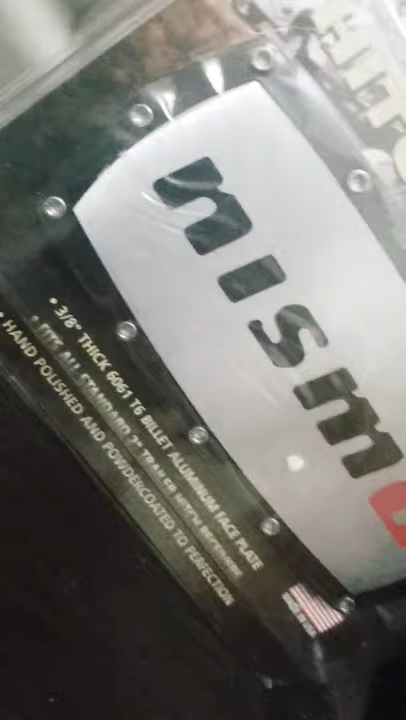 HITC
nismo
• 3/8" THICK 6061 T6 BILLET ALUMINUM FACE PLATE
• FITS ALL STANDARD 2" TRAILER HITCH RECEIVERS
• HAND POLISHED AND POWDERCOATED TO PERFECTION